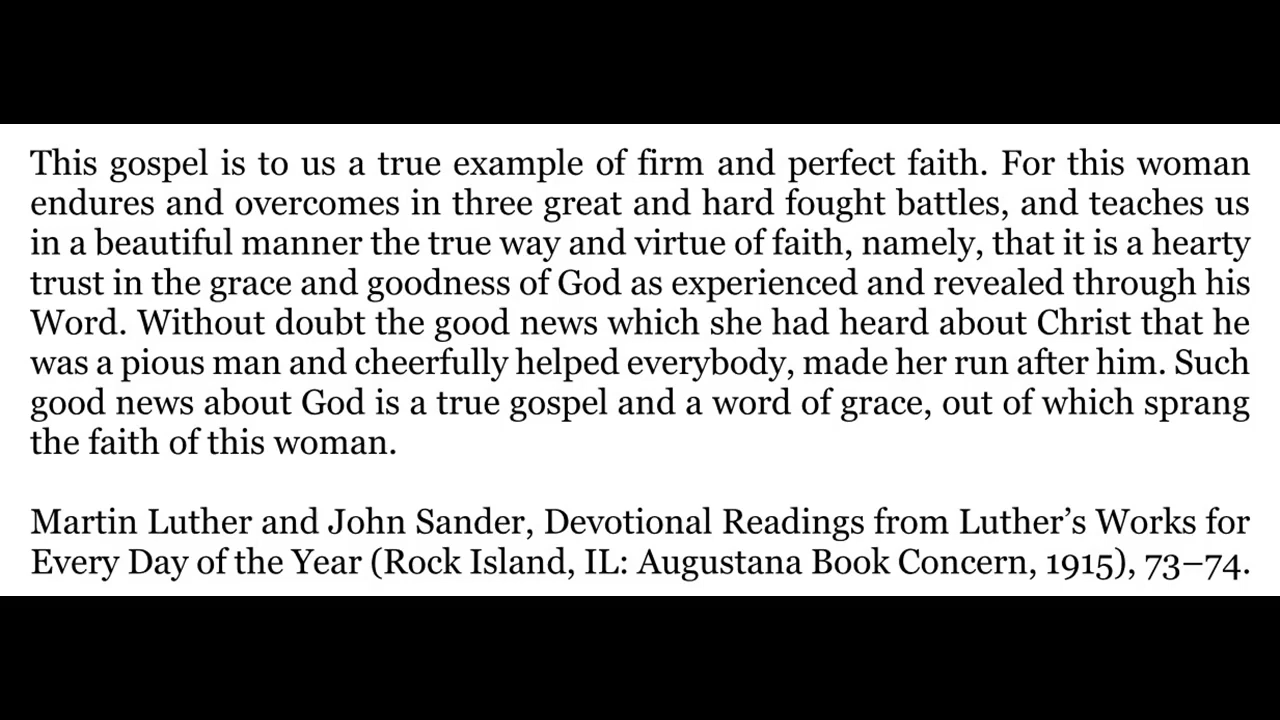 This gospel is to us a true example of firm and perfect faith. For this woman
endures and overcomes in three great and hard fought battles, and teaches us
in a beautiful manner the true way and virtue of faith, namely, that it is a hearty
trust in the grace and goodness of God as experienced and revealed through his
Word. Without doubt the good news which she had heard about Christ that he
was a pious man and cheerfully helped everybody, made her run after him. Such
good news about God is a true gospel and a word of grace, out of which sprang
the faith of this woman.
Martin Luther and John Sander, Devotional Readings from Luther’s Works for
Every Day of the Year (Rock Island, IL: Augustana Book Concern, 1915), 73–74.